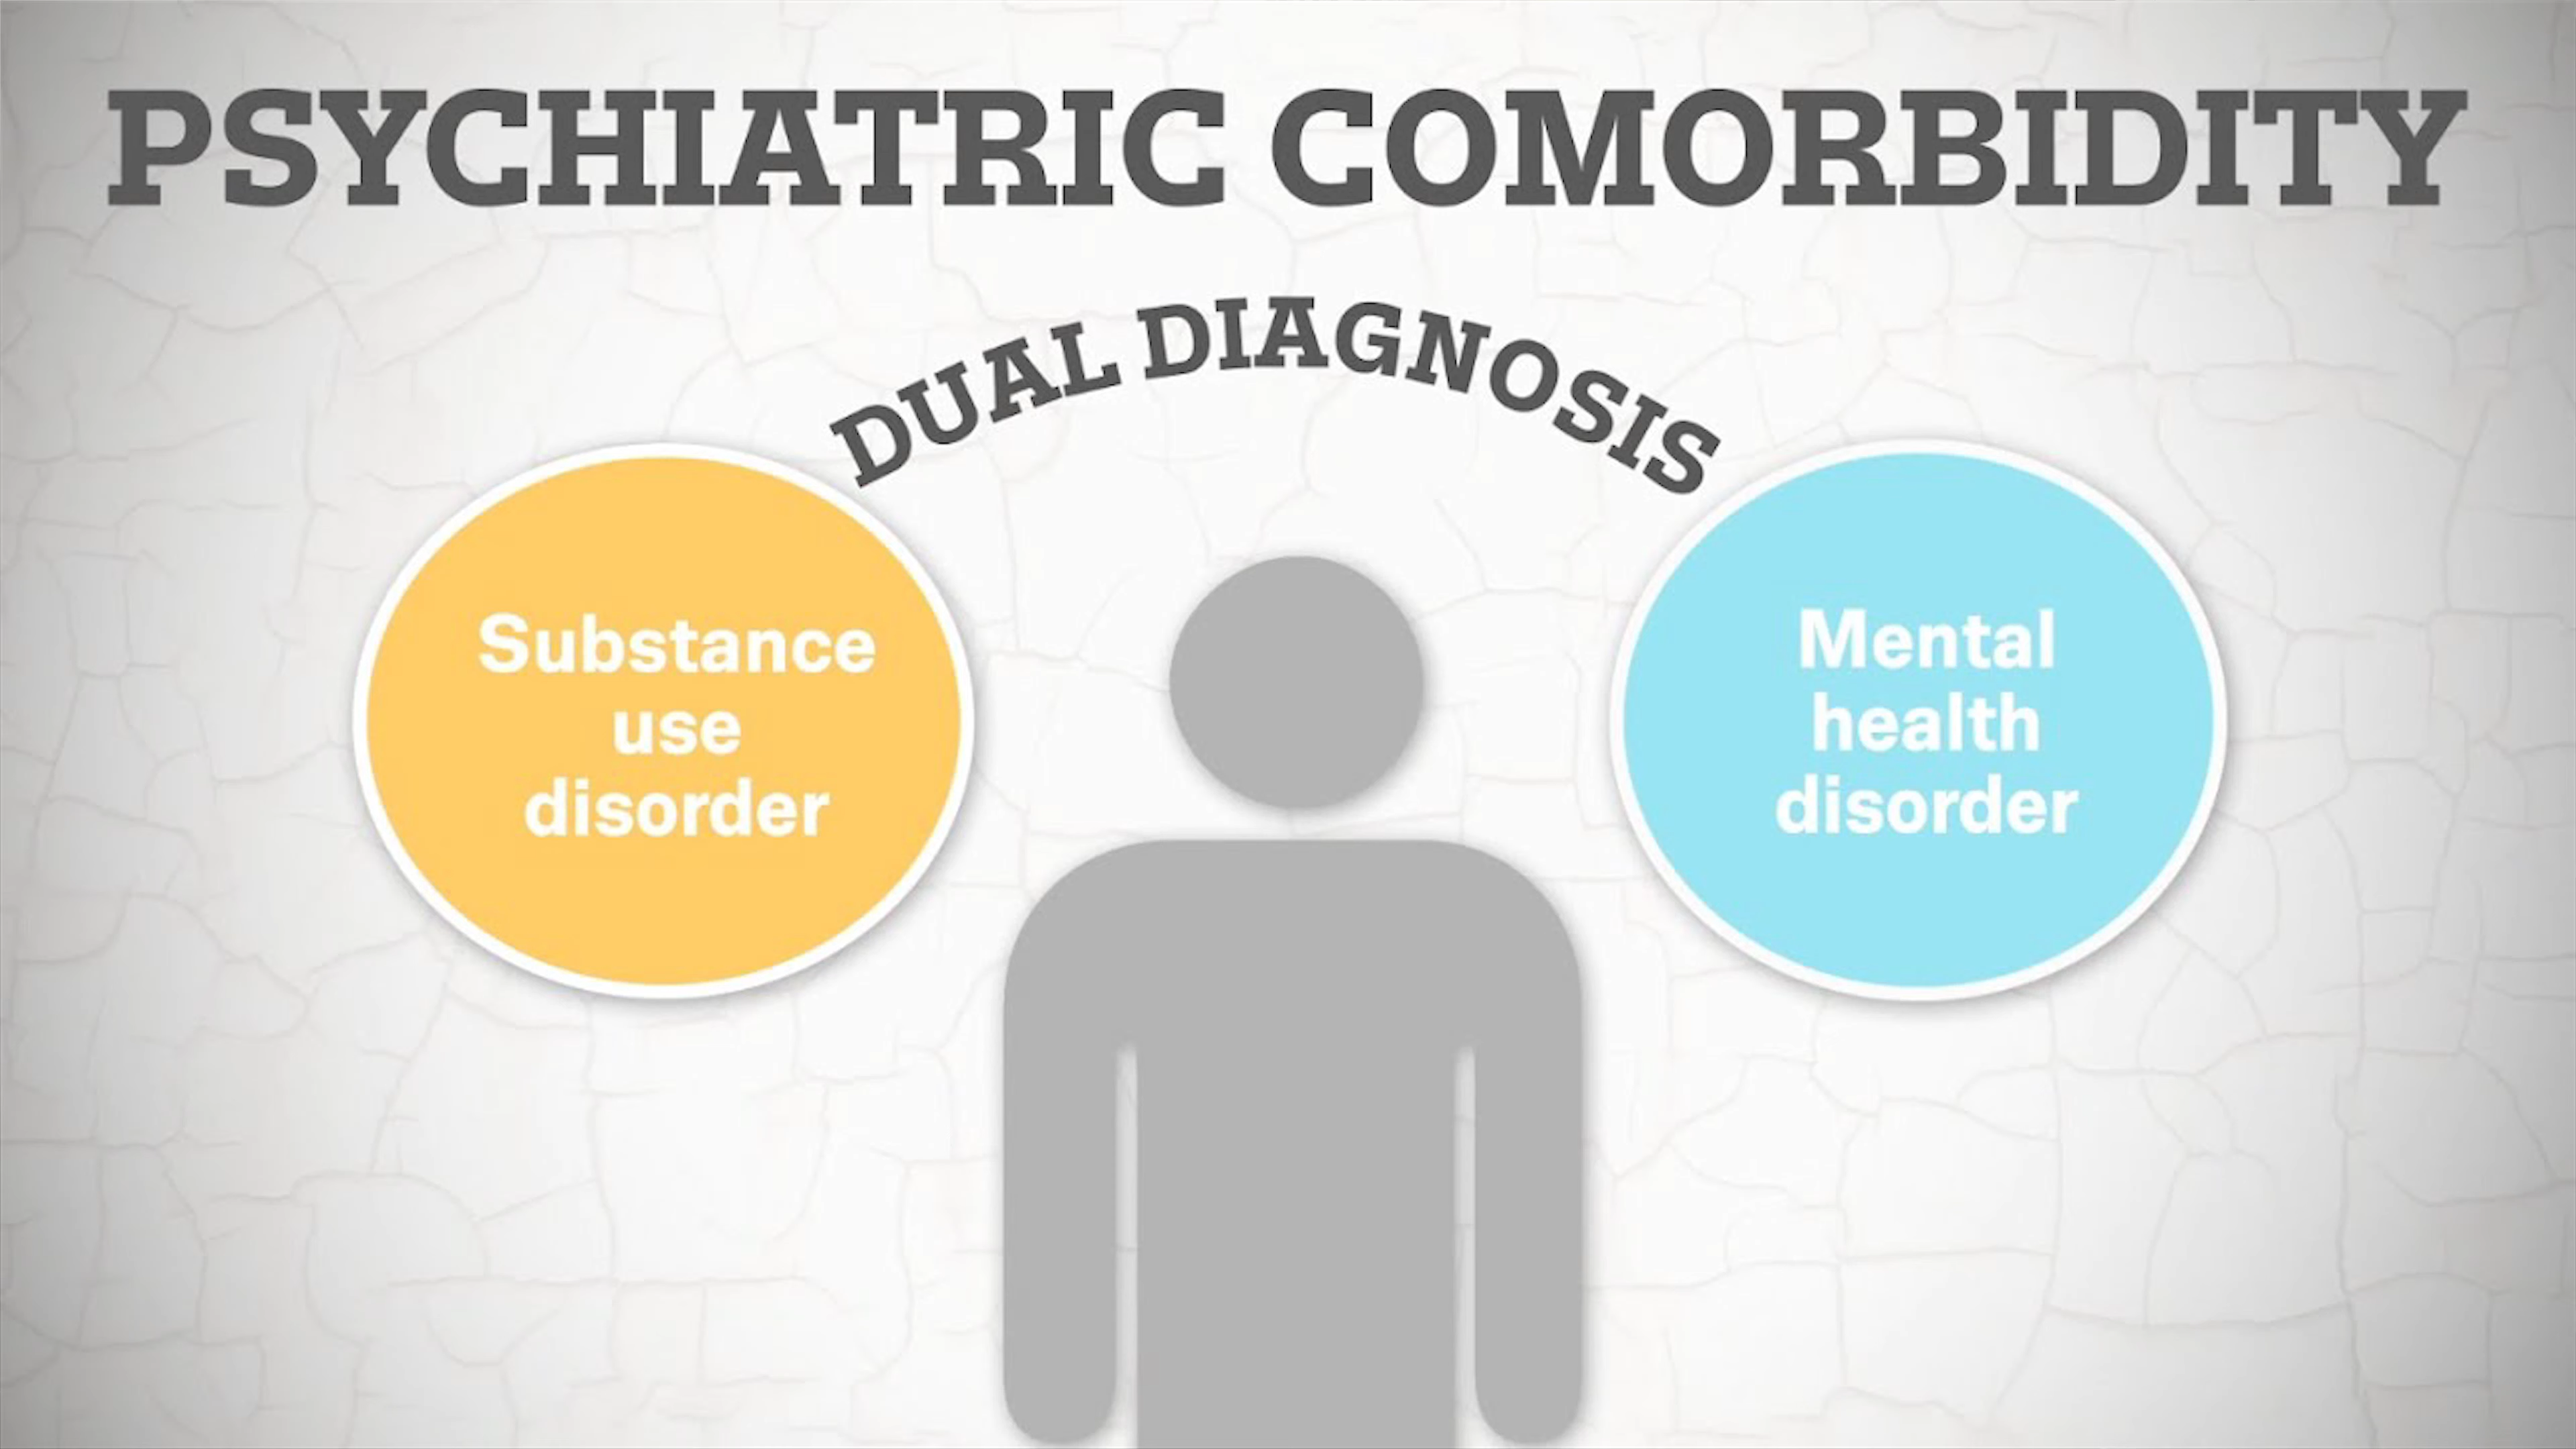 PSYCHIATRIC COMORBIDITY
DUAL DIAGNOSIS
Substance
use
disorder
Mental
health
disorder